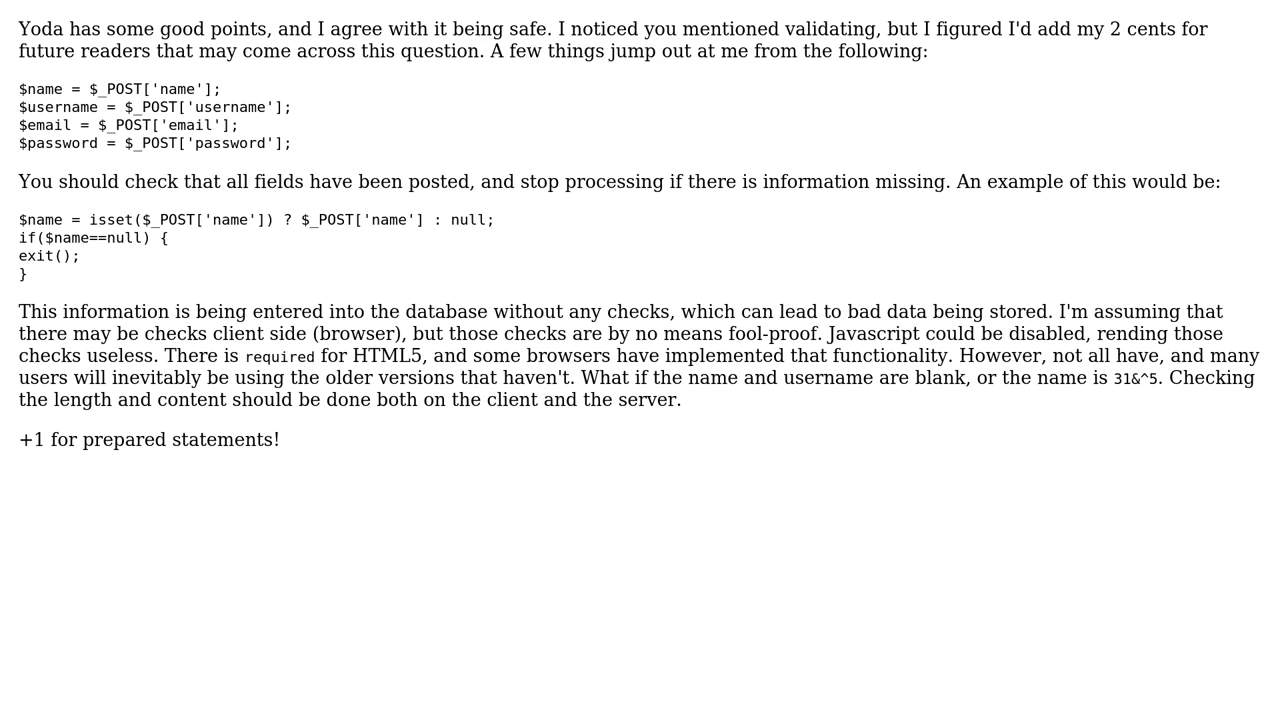 Yoda has some good points, and I agree with it being safe. I noticed you mentioned validating, but I figured I'd add my 2 cents for
future readers that may come across this question. A few things jump out at me from the following:
$name = $_POST['name'];
$username = $_POST['username'];
$email = $_POST['email'];
$password = $_POST['password'];
You should check that all fields have been posted, and stop processing if there is information missing. An example of this would be:
$name = isset($_POST['name']) ? $_POST['name'] : null;
if($name==null) {
exit();
}
This information is being entered into the database without any checks, which can lead to bad data being stored. I'm assuming that
there may be checks client side (browser), but those checks are by no means fool-proof. Javascript could be disabled, rending those
checks useless. There is required for HTML5, and some browsers have implemented that functionality. However, not all have, and many
users will inevitably be using the older versions that haven't. What if the name and username are blank, or the name is 31&^5. Checking
the length and content should be done both on the client and the server.
+1 for prepared statements!